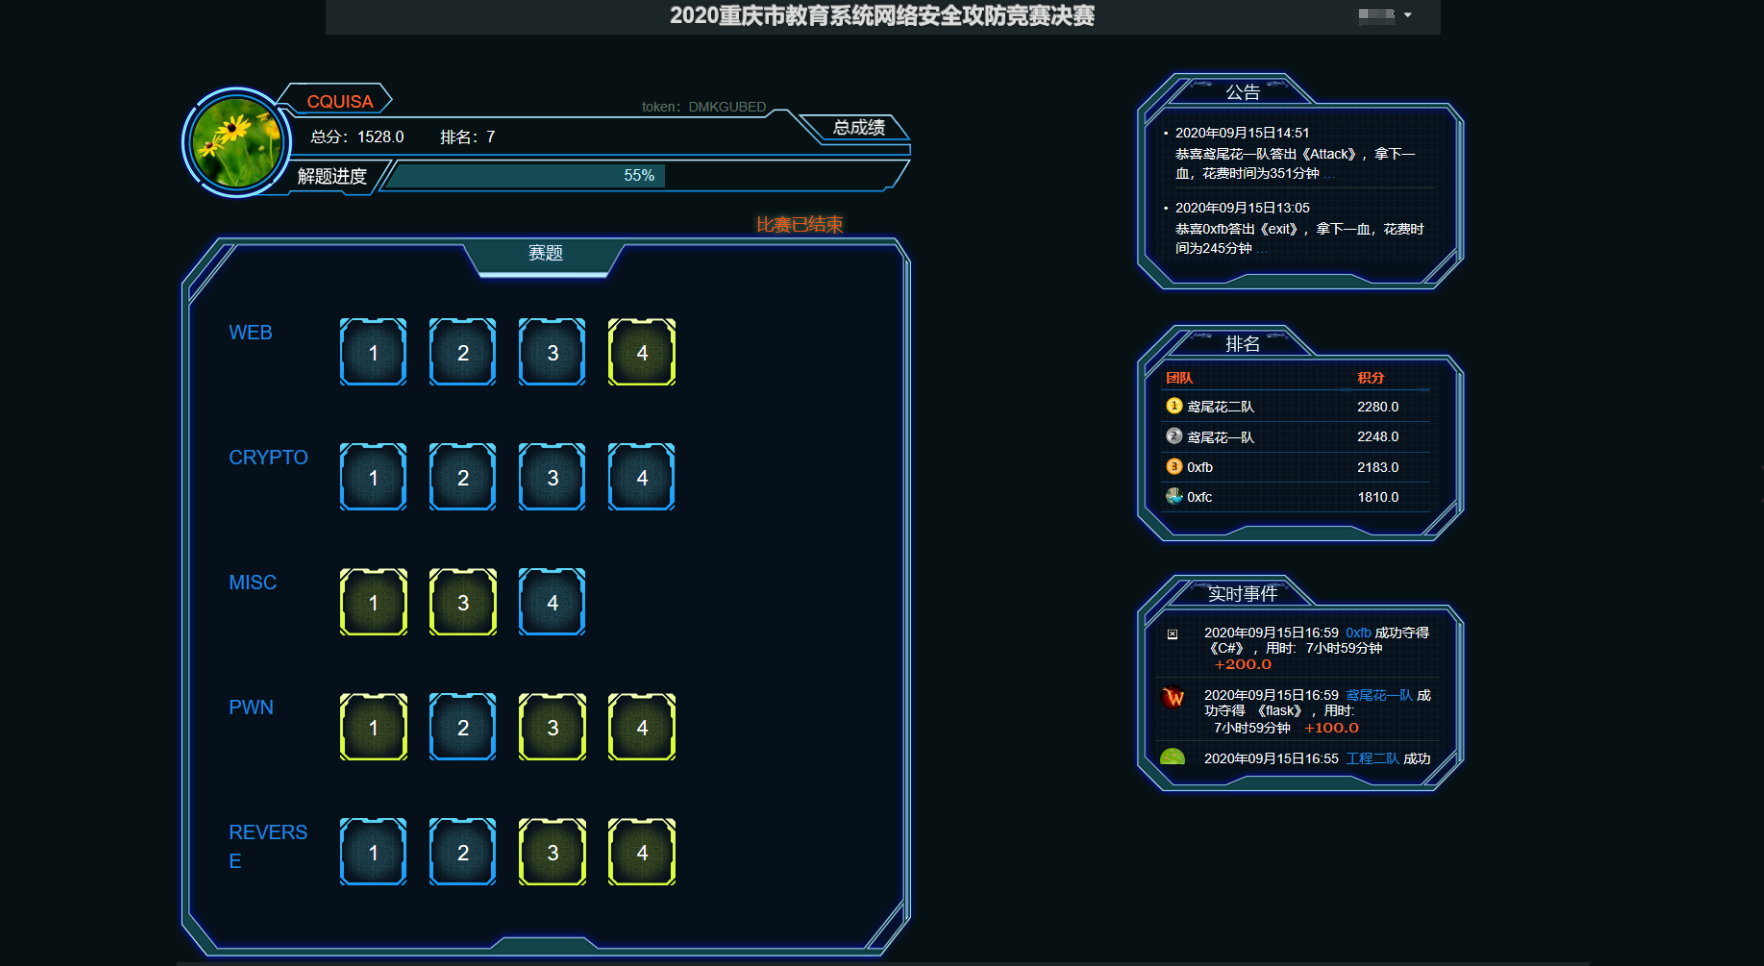 2020重庆市教育系统网络安全攻防竞赛决赛
CQUISA
token：DMKGUBED
总成绩
总分：1528.0 排名：7
解题进度
55%
比赛已结束
赛题
WEB
1 2 3 4
CRYPTO
1 2 3 4
MISC
1 3 4
PWN
1 2 3 4
REVERS
E
1 2 3 4
公告
• 2020年09月15日14:51
恭喜鸢尾花一队答出《Attack》，拿下一
血，花费时间为351分钟 ...
• 2020年09月15日13:05
恭喜0xfb答出《exit》，拿下一血，花费时
间为245分钟 ...
排名
团队 积分
1 鸢尾花二队 2280.0
2 鸢尾花一队 2248.0
3 0xfb 2183.0
0xfc 1810.0
实时事件
2020年09月15日16:59 0xfb 成功夺得
《C#》，用时: 7小时59分钟
+200.0
W
2020年09月15日16:59 鸢尾花一队 成
功夺得 《flask》，用时:
7小时59分钟 +100.0
2020年09月15日16:55 工程二队 成功